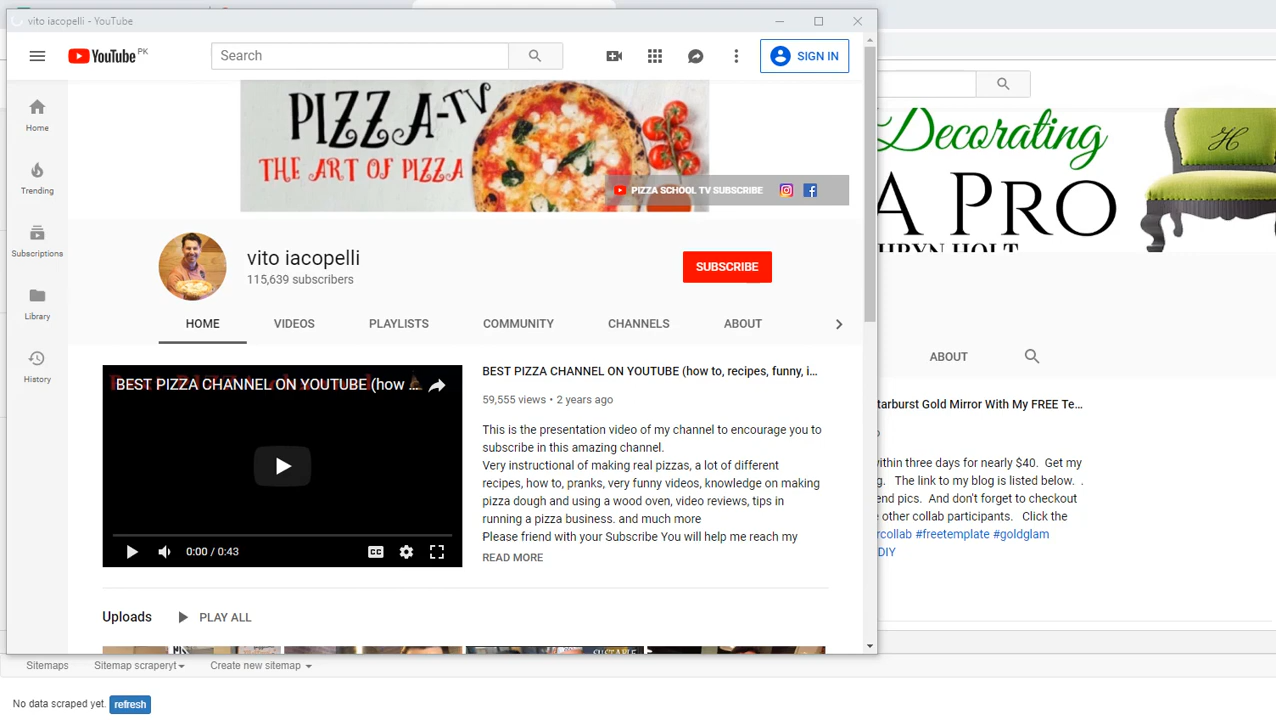 vito iacopelli - YouTube
YouTube PK
Search
SIGN IN
Home
Trending
Subscriptions
Library
History
PIZZA-TV
THE ART OF PIZZA
PIZZA SCHOOL TV SUBSCRIBE
vito iacopelli
115,639 subscribers
SUBSCRIBE
HOME
VIDEOS
PLAYLISTS
COMMUNITY
CHANNELS
ABOUT
BEST PIZZA CHANNEL ON YOUTUBE (how ...
0:00 / 0:43
CC
BEST PIZZA CHANNEL ON YOUTUBE (how to, recipes, funny, i...
59,555 views • 2 years ago
This is the presentation video of my channel to encourage you to
subscribe in this amazing channel.
Very instructional of making real pizzas, a lot of different
recipes, how to, pranks, very funny videos, knowledge on making
pizza dough and using a wood oven, video reviews, tips in
running a pizza business. and much more
Please friend with your Subscribe You will help me reach my
READ MORE
Uploads
PLAY ALL
Decorating
A PRO
HRYN HOLT
H
ABOUT
tarburst Gold Mirror With My FREE Te...
ithin three days for nearly $40. Get my
g. The link to my blog is listed below. .
end pics. And don't forget to checkout
e other collab participants. Click the
rcollab #freetemplate #goldglam
DIY
Sitemaps
Sitemap scraperyt
Create new sitemap
No data scraped yet. refresh